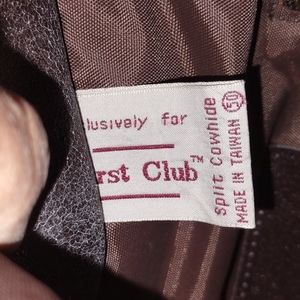 lusively for
rst Club™
Split Cowhide
MADE IN TAIWAN 50